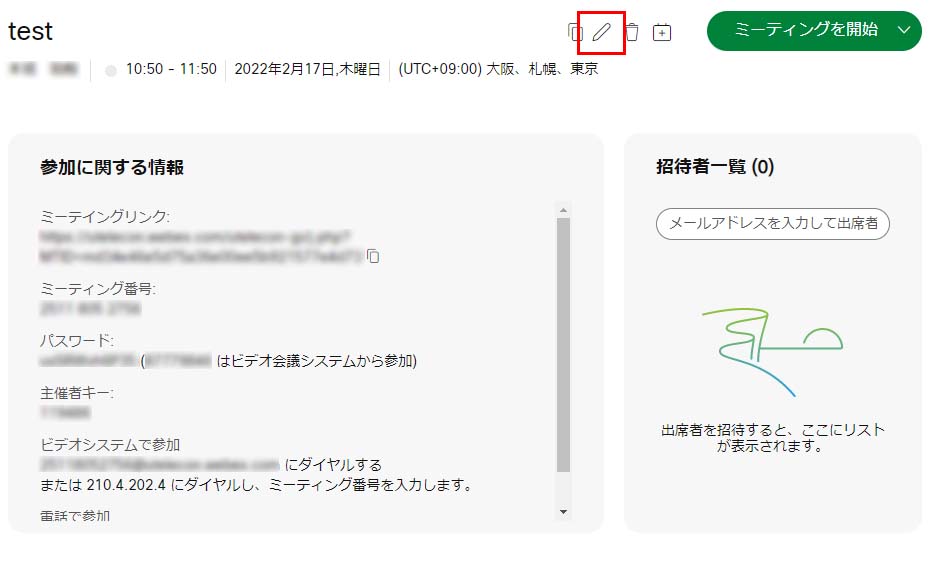 test
ミーティングを開始
10:50 - 11:50 2022年2月17日,木曜日 (UTC+09:00) 大阪、札幌、東京
参加に関する情報
ミーテイングリンク:
ミーティング番号:
パスワード:
( はビデオ会議システムから参加)
主催者キー:
ビデオシステムで参加
にダイヤルする
または 210.4.202.4 にダイヤルし、ミーティング番号を入力します。
電話で参加
招待者一覧 (0)
メールアドレスを入力して出席者
出席者を招待すると、ここにリスト
が表示されます。